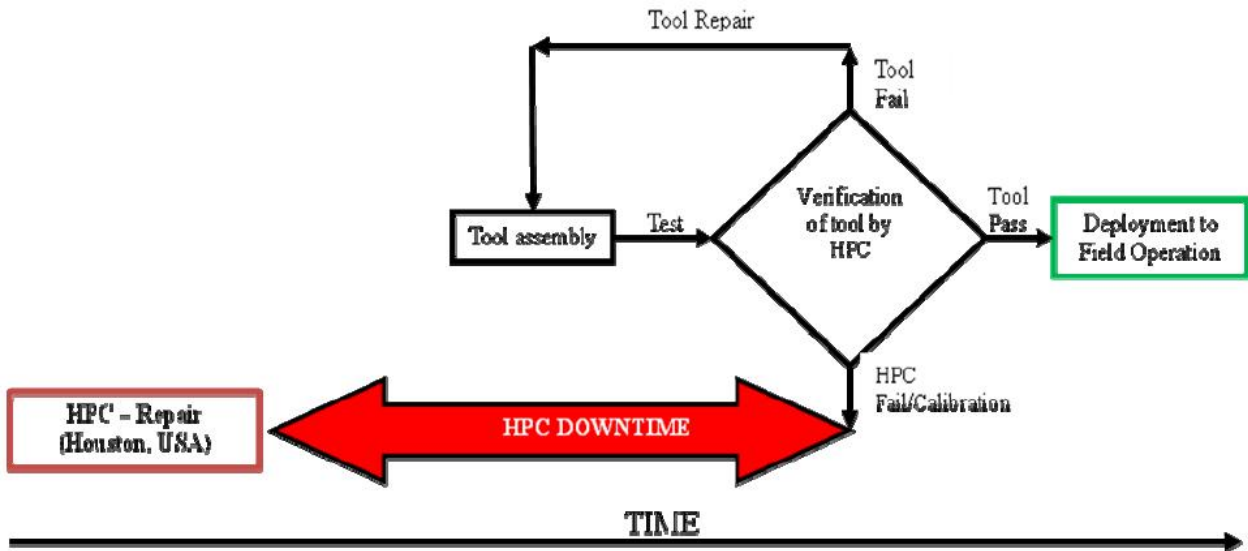 Tool Repair
Tool
Fail
Verification
of tool by
HPC
Tool assembly
Test
Tool
Pass
Deployment to
Field Operation
HPC
Fail/Calibration
HPC – Repair
(Houston, USA)
HPC DOWNTIME
TIME